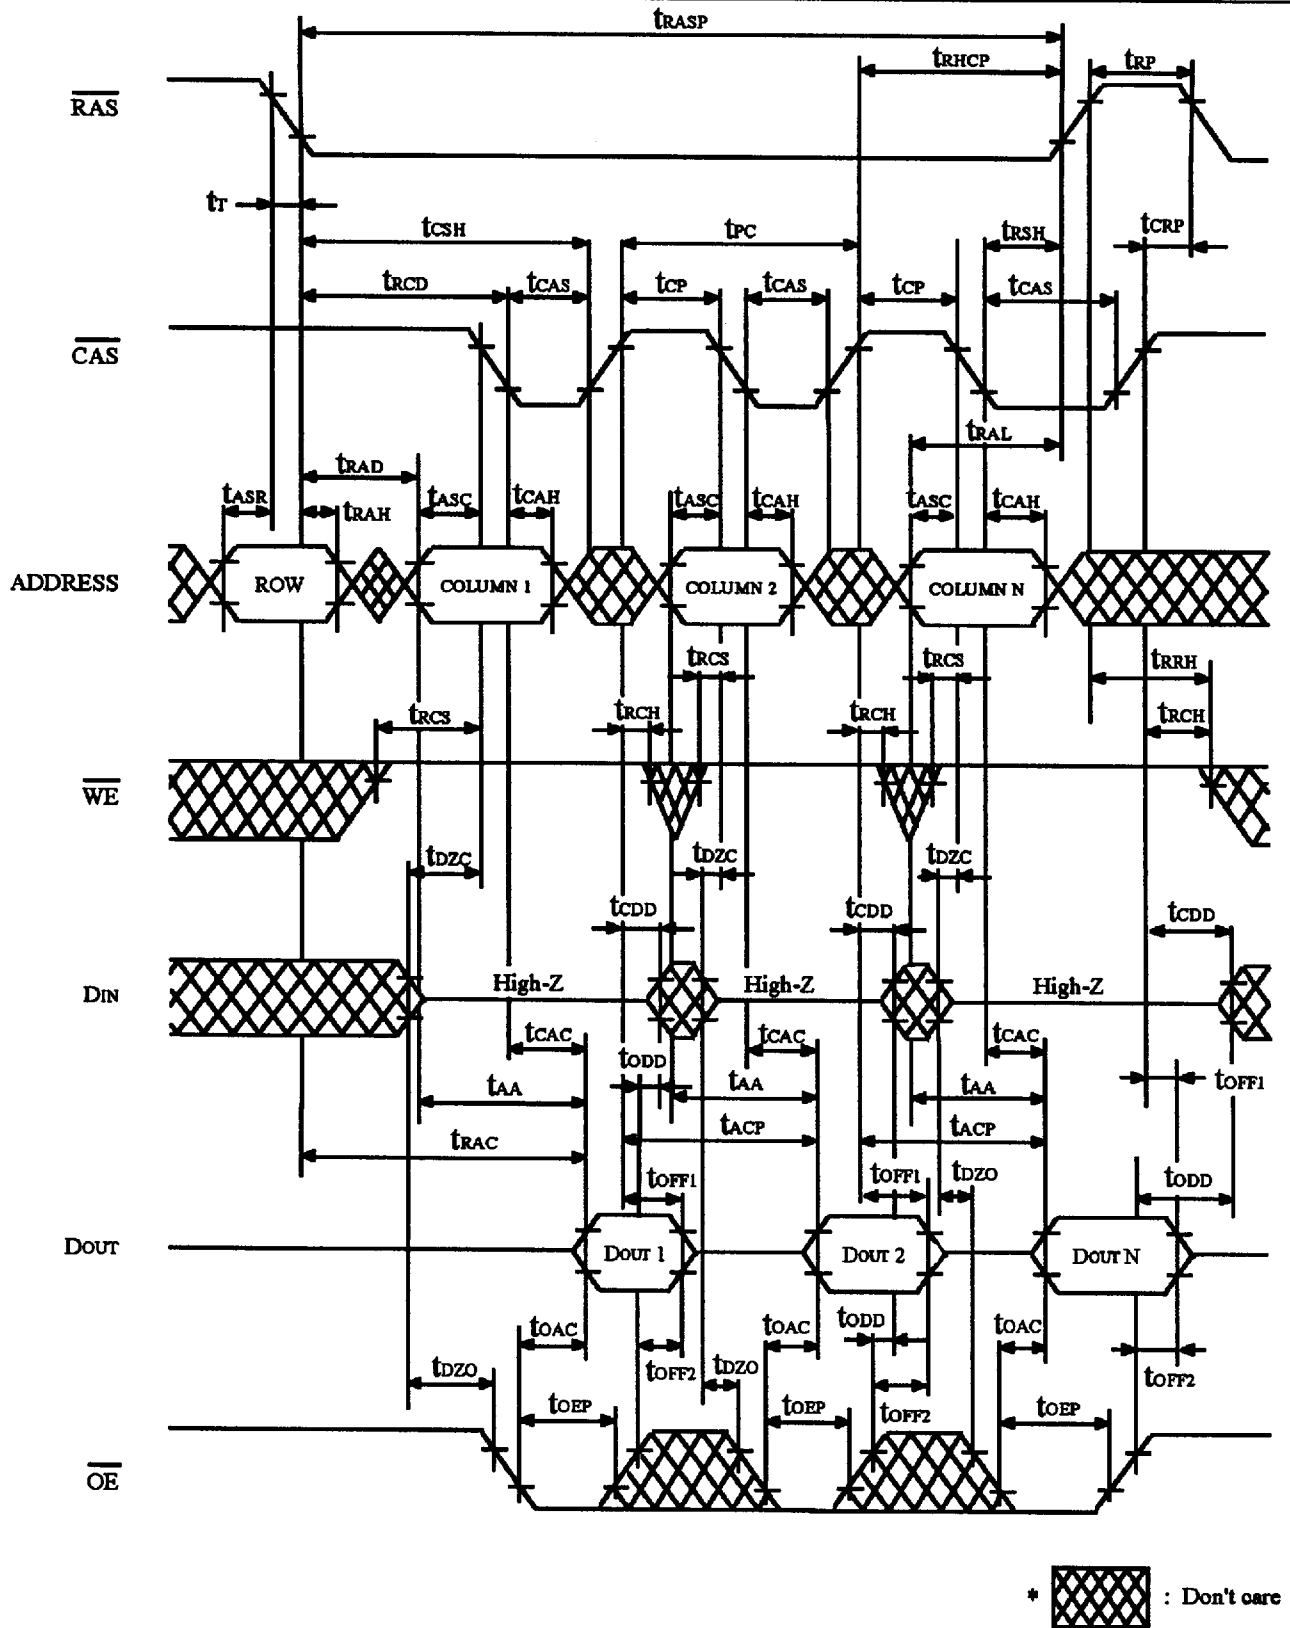 tRASP
tRHCP
tRP
RAS
tT
tCSH
tPC
tRSH
tCRP
tRCD
tCAS
tCP
tCAS
tCP
tCAS
CAS
tRAL
tRAD
tASR
tRAH
tASC
tCAH
tASC
tCAH
tASC
tCAH
ADDRESS
ROW
COLUMN 1
COLUMN 2
COLUMN N
tRCS
tRCS
tRRH
tRCS
tRCH
tRCH
tRCH
WE
tDZC
tDZC
tDZC
tCDD
tCDD
tCDD
DIN
High-Z
High-Z
High-Z
tCAC
tODD
tCAC
tCAC
tAA
tAA
tAA
tOFF1
tRAC
tACP
tACP
tOFF1
tOFF1
tDZO
tODD
DOUT
DOUT 1
DOUT 2
DOUT N
tOAC
tOAC
tODD
tOAC
tDZO
tOFF2
tDZO
tOFF2
tOEP
tOEP
tOFF2
tOEP
OE
* : Don't care